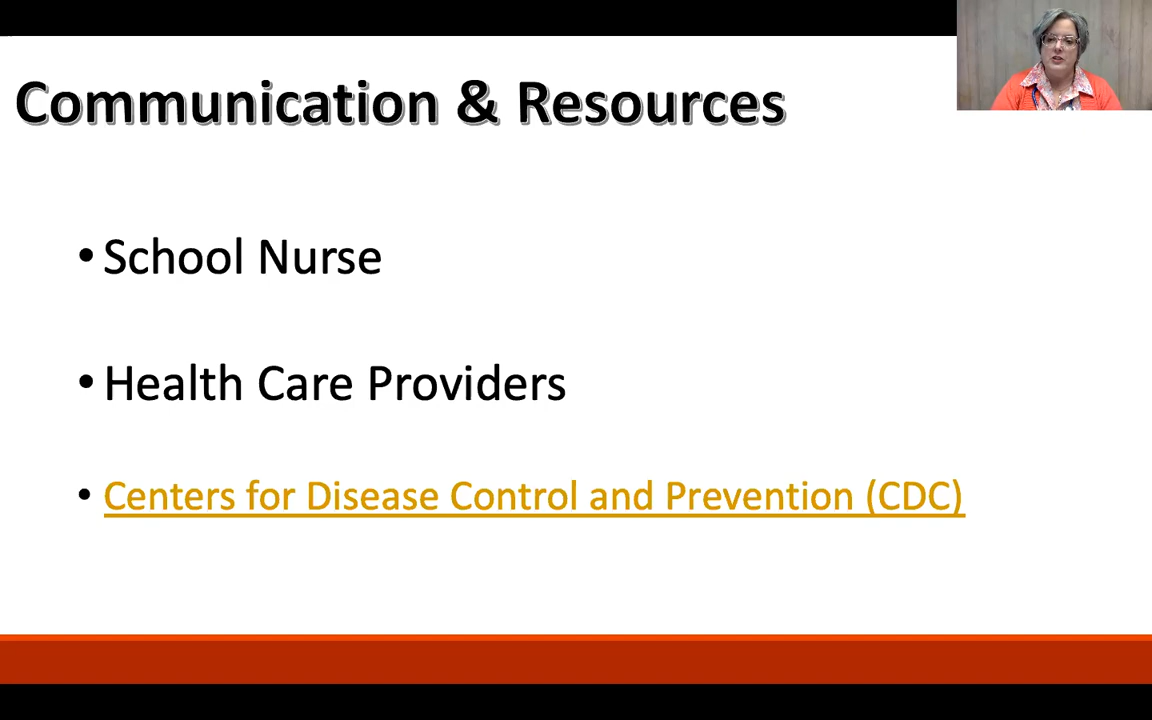 Communication & Resources
• School Nurse
• Health Care Providers
• Centers for Disease Control and Prevention (CDC)